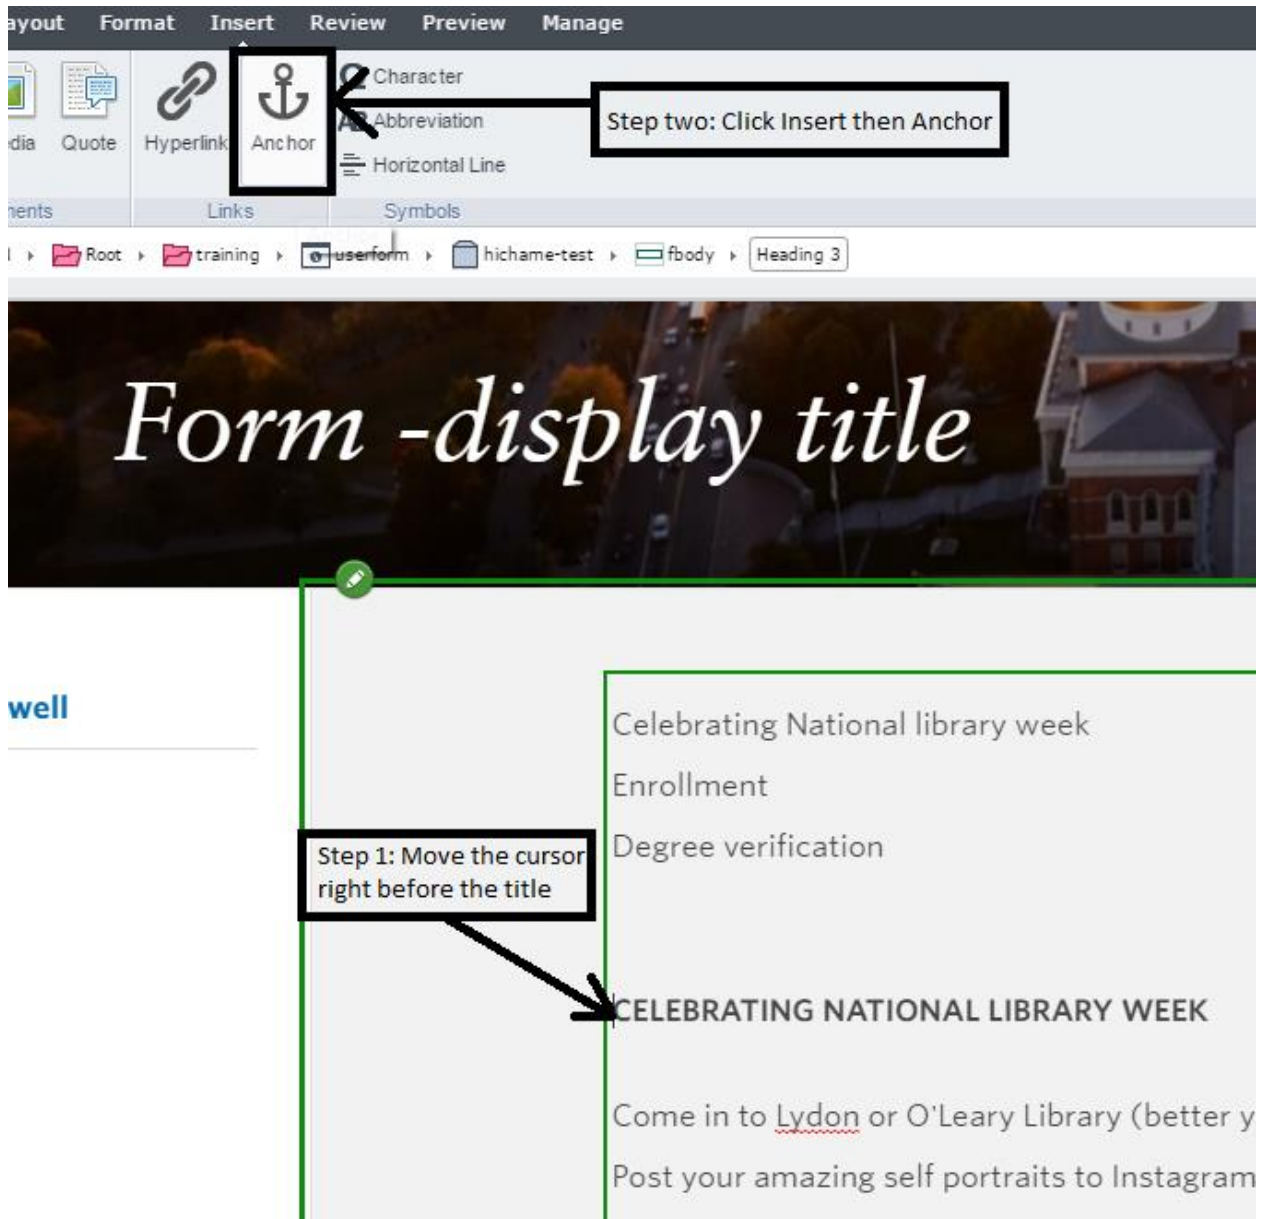 ayout Format Insert Review Preview Manage
Character
Step two: Click Insert then Anchor
Abbreviation
dia Quote Hyperlink Anchor
Horizontal Line
nents Links Symbols
Root training userform hichame-test fbody Heading 3
Form -display title
well
Celebrating National library week
Enrollment
Degree verification
Step 1: Move the cursor
right before the title
CELEBRATING NATIONAL LIBRARY WEEK
Come in to Lydon or O'Leary Library (better y
Post your amazing self portraits to Instagram